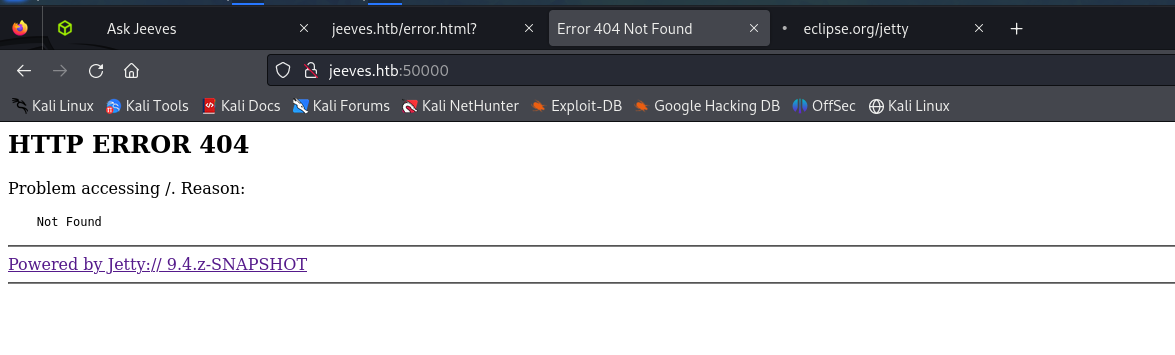 Ask Jeeves
jeeves.htb/error.html?
Error 404 Not Found
eclipse.org/jetty
jeeves.htb:50000
Kali Linux
Kali Tools
Kali Docs
Kali Forums
Kali NetHunter
Exploit-DB
Google Hacking DB
OffSec
Kali Linux
HTTP ERROR 404
Problem accessing /. Reason:
Not Found
Powered by Jetty:// 9.4.z-SNAPSHOT